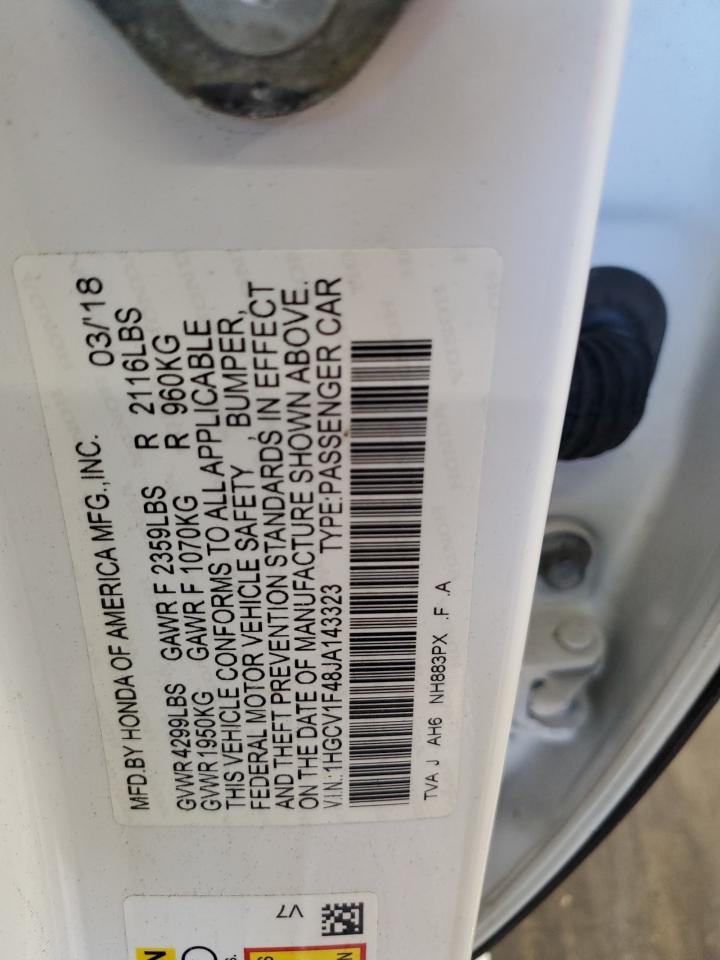 MFD.BY HONDA OF AMERICA MFG.,INC. 03/'18
GVWR 4299LBS GAWR F 2359LBS R 2116LBS
GVWR 1950KG GAWR F 1070KG R 960KG
THIS VEHICLE CONFORMS TO ALL APPLICABLE
FEDERAL MOTOR VEHICLE SAFETY, BUMPER,
AND THEFT PREVENTION STANDARDS IN EFFECT
ON THE DATE OF MANUFACTURE SHOWN ABOVE.
V.I.N.:1HGCV1F48JA143323 TYPE:PASSENGER CAR
TVA J AH6 NH883PX .F .A
V7